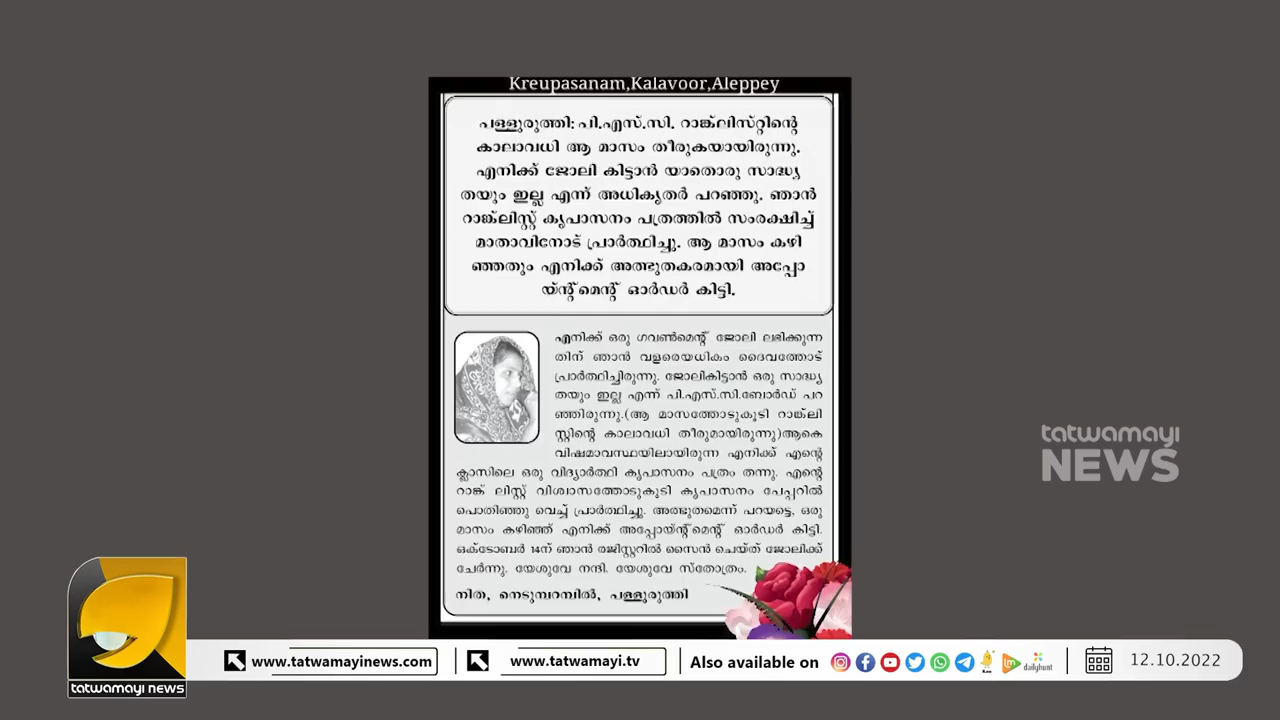 Kreupasanam,Kalavoor,Aleppey
പള്ളുരുത്തി: പി.എസ്.സി. റാങ്ക്‌ലിസ്റ്റിന്റെ
കാലാവധി ആ മാസം തീരുകയായിരുന്നു.
എനിക്ക് ജോലി കിട്ടാൻ യാതൊരു സാദ്ധ്യ
തയും ഇല്ല എന്ന് അധികൃതർ പറഞ്ഞു. ഞാൻ
റാങ്ക്‌ലിസ്റ്റ് കൃപാസനം പത്രത്തിൽ സംരക്ഷിച്ച്
മാതാവിനോട് പ്രാർത്ഥിച്ചു. ആ മാസം കഴി
ഞ്ഞതും എനിക്ക് അത്ഭുതകരമായി അപ്പോ
യ്ന്റ്മെന്റ് ഓർഡർ കിട്ടി.
എനിക്ക് ഒരു ഗവൺമെന്റ് ജോലി ലഭിക്കുന്ന
തിന് ഞാൻ വളരെയധികം ദൈവത്തോട്
പ്രാർത്ഥിച്ചിരുന്നു. ജോലികിട്ടാൻ ഒരു സാദ്ധ്യ
തയും ഇല്ല എന്ന് പി.എസ്.സി.ബോർഡ് പറ
ഞ്ഞിരുന്നു.(ആ മാസത്തോടുകൂടി റാങ്ക്‌ലി
സ്റ്റിന്റെ കാലാവധി തീരുമായിരുന്നു)ആകെ
വിഷമാവസ്ഥയിലായിരുന്ന എനിക്ക് എന്റെ
ക്ലാസിലെ ഒരു വിദ്യാർത്ഥി കൃപാസനം പത്രം തന്നു. എന്റെ
റാങ്ക് ലിസ്റ്റ് വിശ്വാസത്തോടുകൂടി കൃപാസനം പേപ്പറിൽ
പൊതിഞ്ഞു വെച്ച് പ്രാർത്ഥിച്ചു. അത്ഭുതമെന്ന് പറയട്ടെ, ഒരു
മാസം കഴിഞ്ഞ് എനിക്ക് അപ്പോയ്ന്റ്മെന്റ് ഓർഡർ കിട്ടി.
ഒക്ടോബർ 14ന് ഞാൻ രജിസ്റ്ററിൽ സൈൻ ചെയ്ത് ജോലിക്ക്
ചേർന്നു. യേശുവേ നന്ദി. യേശുവേ സ്തോത്രം.
നിത, നെടുമ്പറമ്പിൽ, പള്ളുരുത്തി
tatwamayi
NEWS
tatwamayi news
www.tatwamayinews.com
www.tatwamayi.tv
Also available on
dailyhunt
12.10.2022